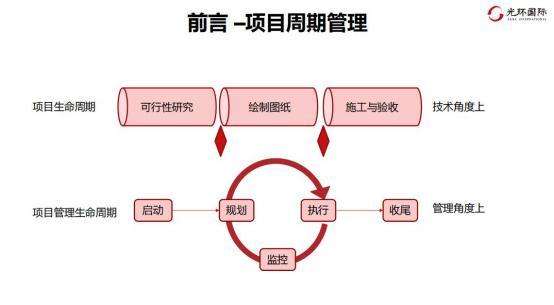 前言 –项目周期管理
光环国际
项目生命周期
可行性研究
绘制图纸
施工与验收
技术角度上
项目管理生命周期
启动
规划
执行
收尾
管理角度上
监控